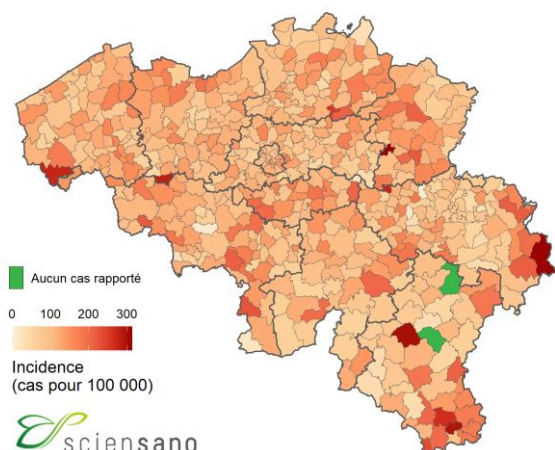 Aucun cas rapporté
0 100 200 300
Incidence
(cas pour 100 000)
sciensano